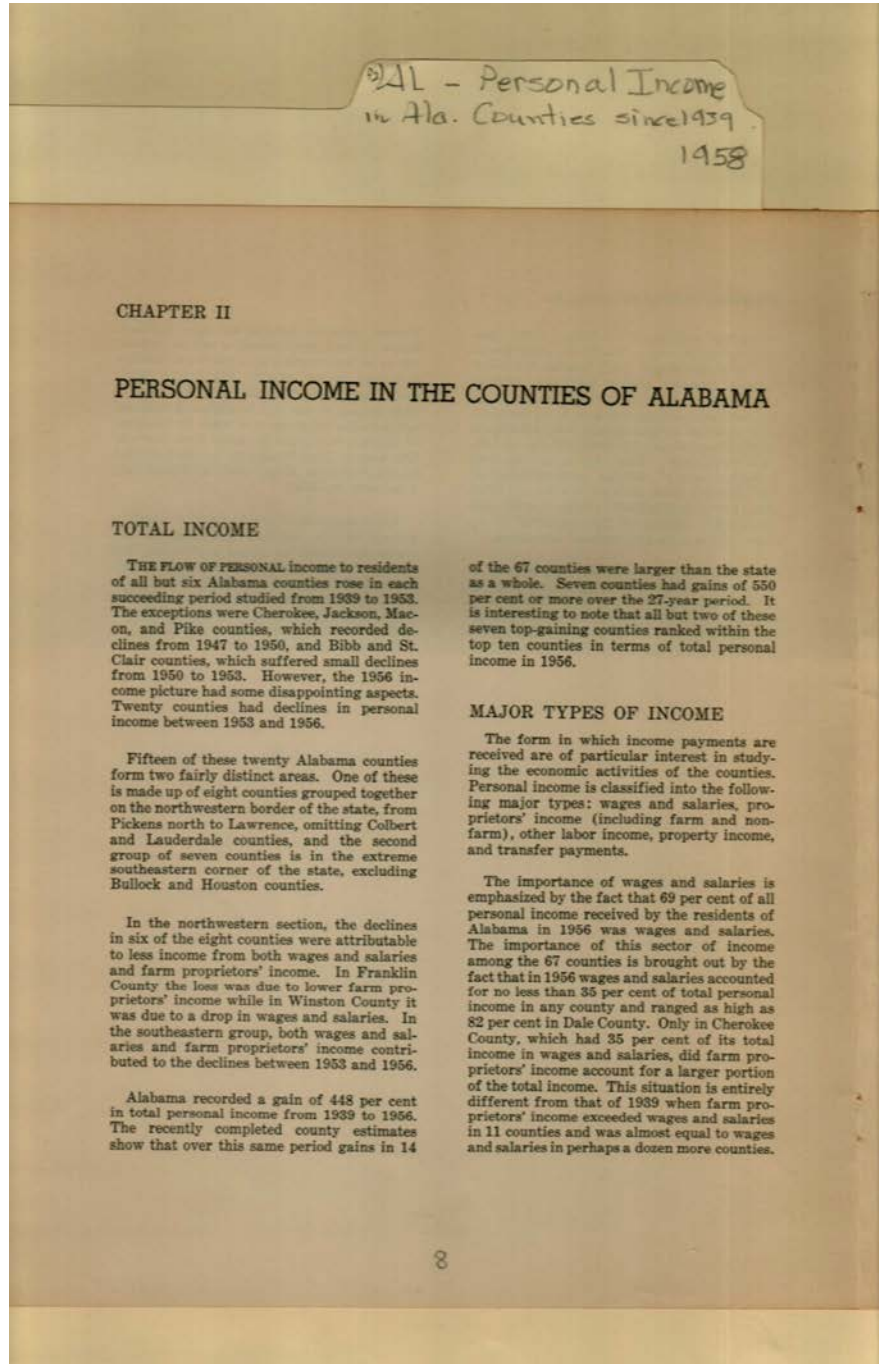 AL - Personal Income
in Ala. Counties since 1939
1958
CHAPTER II
PERSONAL INCOME IN THE COUNTIES OF ALABAMA
TOTAL INCOME
THE FLOW OF PERSONAL income to residents
of all but six Alabama counties rose in each
succeeding period studied from 1939 to 1953.
The exceptions were Cherokee, Jackson, Mac-
on, and Pike counties, which recorded de-
clines from 1947 to 1950, and Bibb and St.
Clair counties, which suffered small declines
from 1950 to 1953. However, the 1956 in-
come picture had some disappointing aspects.
Twenty counties had declines in personal
income between 1953 and 1956.
Fifteen of these twenty Alabama counties
form two fairly distinct areas. One of these
is made up of eight counties grouped together
on the northwestern border of the state, from
Pickens north to Lawrence, omitting Colbert
and Lauderdale counties, and the second
group of seven counties is in the extreme
southeastern corner of the state, excluding
Bullock and Houston counties.
In the northwestern section, the declines
in six of the eight counties were attributable
to less income from both wages and salaries
and farm proprietors' income. In Franklin
County the loss was due to lower farm pro-
prietors' income while in Winston County it
was due to a drop in wages and salaries. In
the southeastern group, both wages and sal-
aries and farm proprietors' income contri-
buted to the declines between 1953 and 1956.
Alabama recorded a gain of 448 per cent
in total personal income from 1939 to 1956.
The recently completed county estimates
show that over this same period gains in 14
of the 67 counties were larger than the state
as a whole. Seven counties had gains of 550
per cent or more over the 27-year period. It
is interesting to note that all but two of these
seven top-gaining counties ranked within the
top ten counties in terms of total personal
income in 1956.
MAJOR TYPES OF INCOME
The form in which income payments are
received are of particular interest in study-
ing the economic activities of the counties.
Personal income is classified into the follow-
ing major types: wages and salaries, pro-
prietors' income (including farm and non-
farm), other labor income, property income,
and transfer payments.
The importance of wages and salaries is
emphasized by the fact that 69 per cent of all
personal income received by the residents of
Alabama in 1956 was wages and salaries.
The importance of this sector of income
among the 67 counties is brought out by the
fact that in 1956 wages and salaries accounted
for no less than 35 per cent of total personal
income in any county and ranged as high as
82 per cent in Dale County. Only in Cherokee
County, which had 35 per cent of its total
income in wages and salaries, did farm pro-
prietors' income account for a larger portion
of the total income. This situation is entirely
different from that of 1939 when farm pro-
prietors' income exceeded wages and salaries
in 11 counties and was almost equal to wages
and salaries in perhaps a dozen more counties.
8